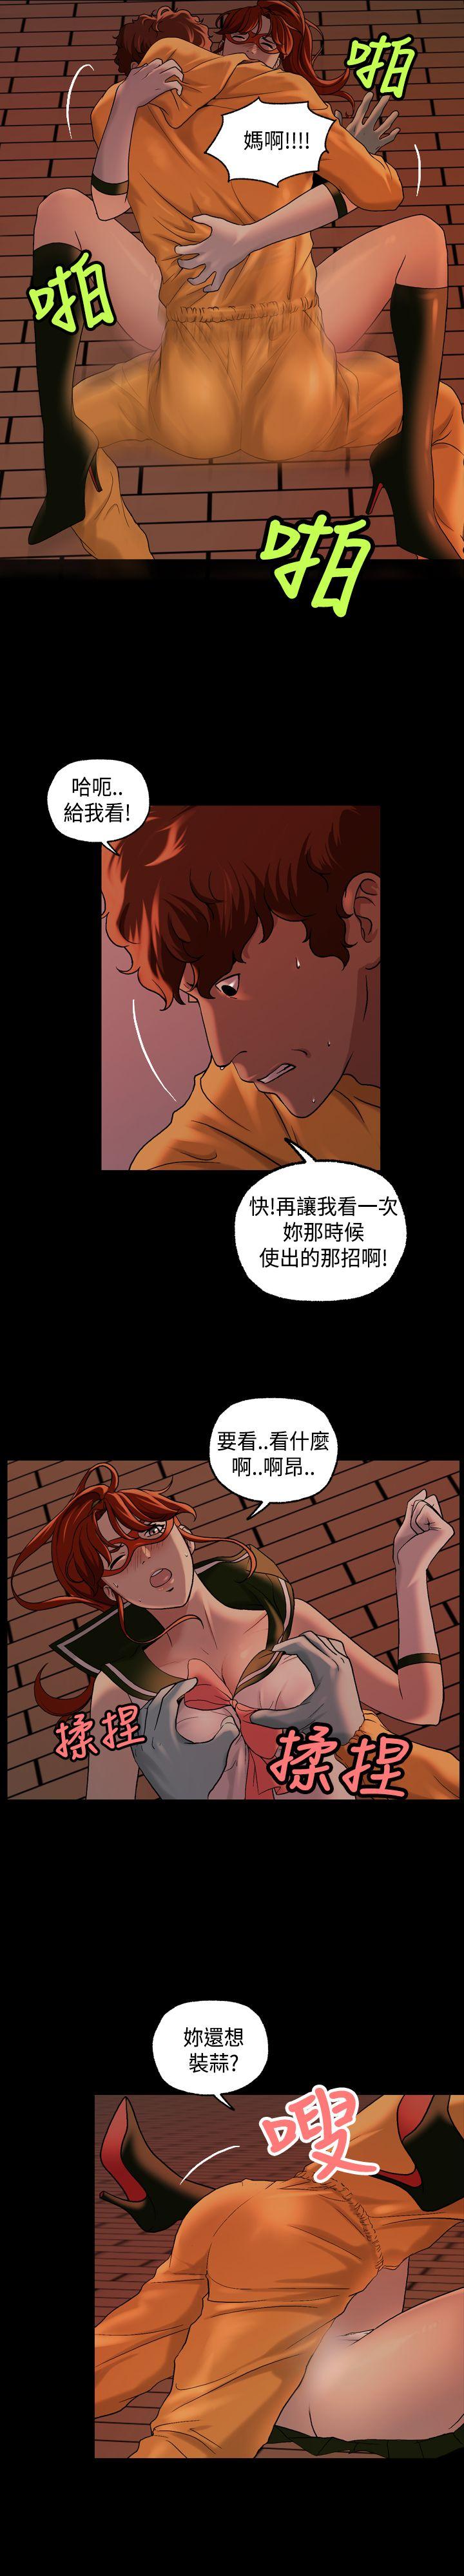 啪
媽啊!!!!
啪
啪
哈呃..
給我看!
快!再讓我看一次
妳那時候
使出的那招啊!
要看..看什麼
啊..啊昂..
揉捏
揉捏
妳還想
裝蒜?
嗖